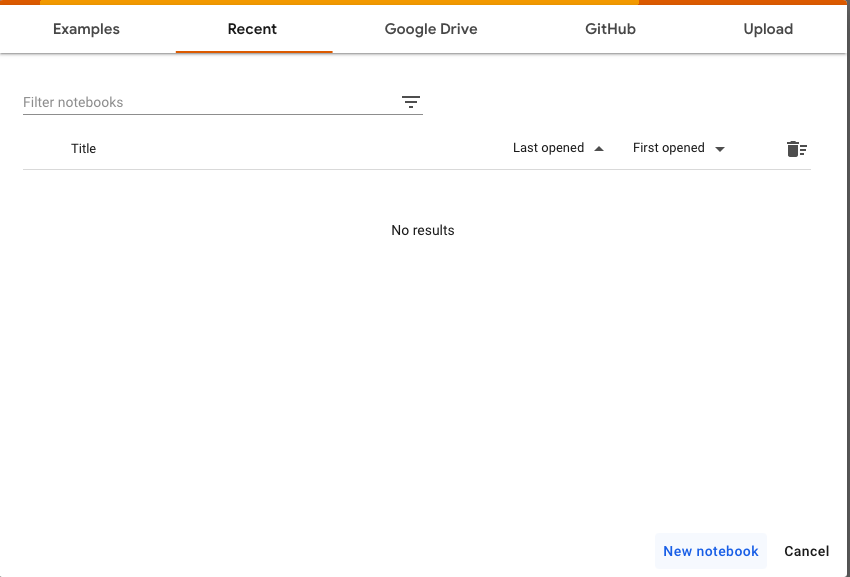 Examples Recent Google Drive GitHub Upload
Filter notebooks
Title Last opened First opened
No results
New notebook Cancel